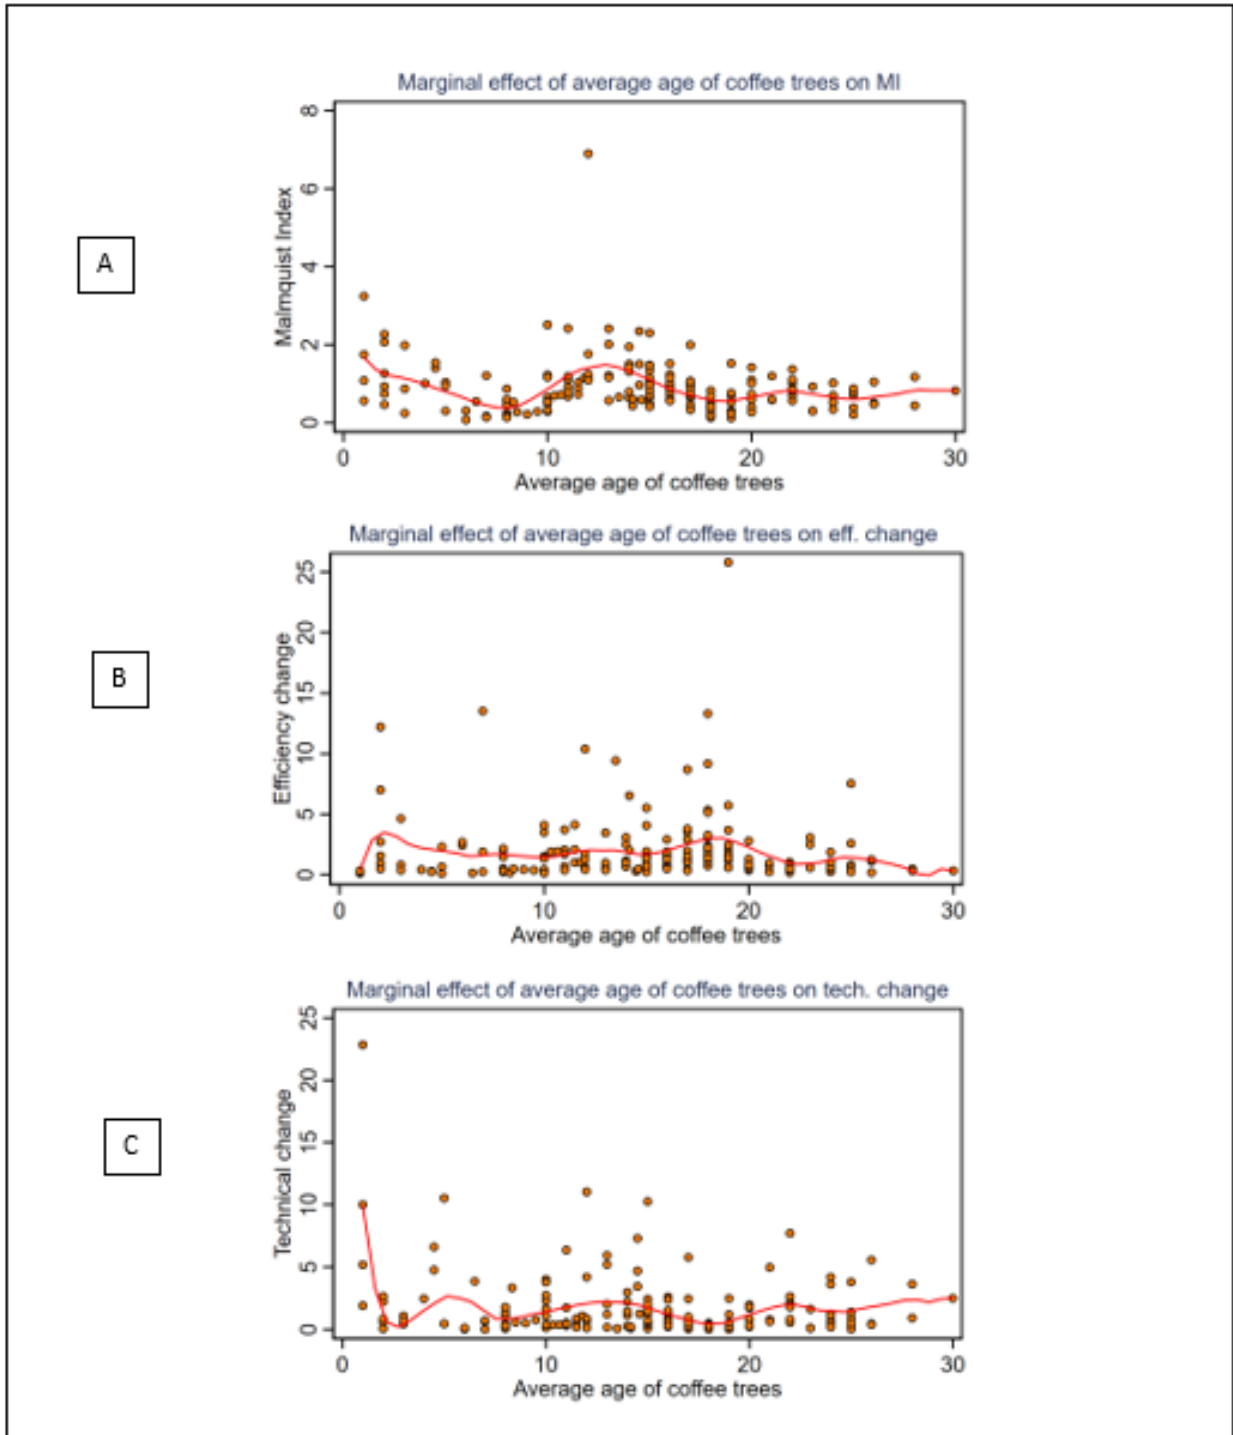 Marginal effect of average age of coffee trees on MI
8
6
4
2
0
Malmquist Index
A
0 10 20 30
Average age of coffee trees
Marginal effect of average age of coffee trees on eff. change
25
20
15
10
5
0
Efficiency change
B
0 10 20 30
Average age of coffee trees
Marginal effect of average age of coffee trees on tech. change
25
20
15
10
5
0
Technical change
C
0 10 20 30
Average age of coffee trees